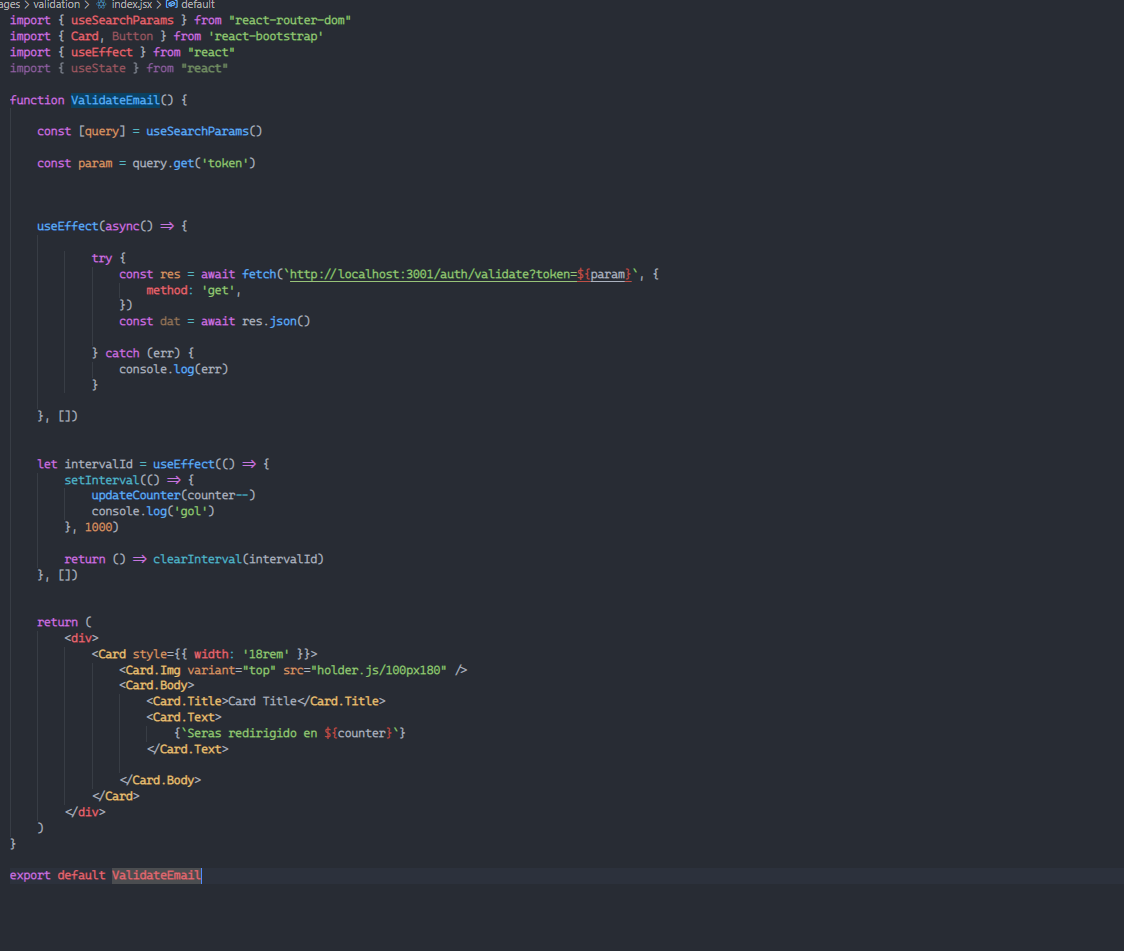 ages > validation > index.jsx > default
import { useSearchParams } from "react-router-dom"
import { Card, Button } from 'react-bootstrap'
import { useEffect } from "react"
import { useState } from "react"
function ValidateEmail() {
const [query] = useSearchParams()
const param = query.get('token')
useEffect(async() => {
try {
const res = await fetch(`http://localhost:3001/auth/validate?token=${param}`, {
method: 'get',
})
const dat = await res.json()
} catch (err) {
console.log(err)
}
}, [])
let intervalId = useEffect(() => {
setInterval(() => {
updateCounter(counter--)
console.log('gol')
}, 1000)
return () => clearInterval(intervalId)
}, [])
return (
<div>
<Card style={{ width: '18rem' }}>
<Card.Img variant="top" src="holder.js/100px180" />
<Card.Body>
<Card.Title>Card Title</Card.Title>
<Card.Text>
{`Seras redirigido en ${counter}`}
</Card.Text>
</Card.Body>
</Card>
</div>
)
}
export default ValidateEmail